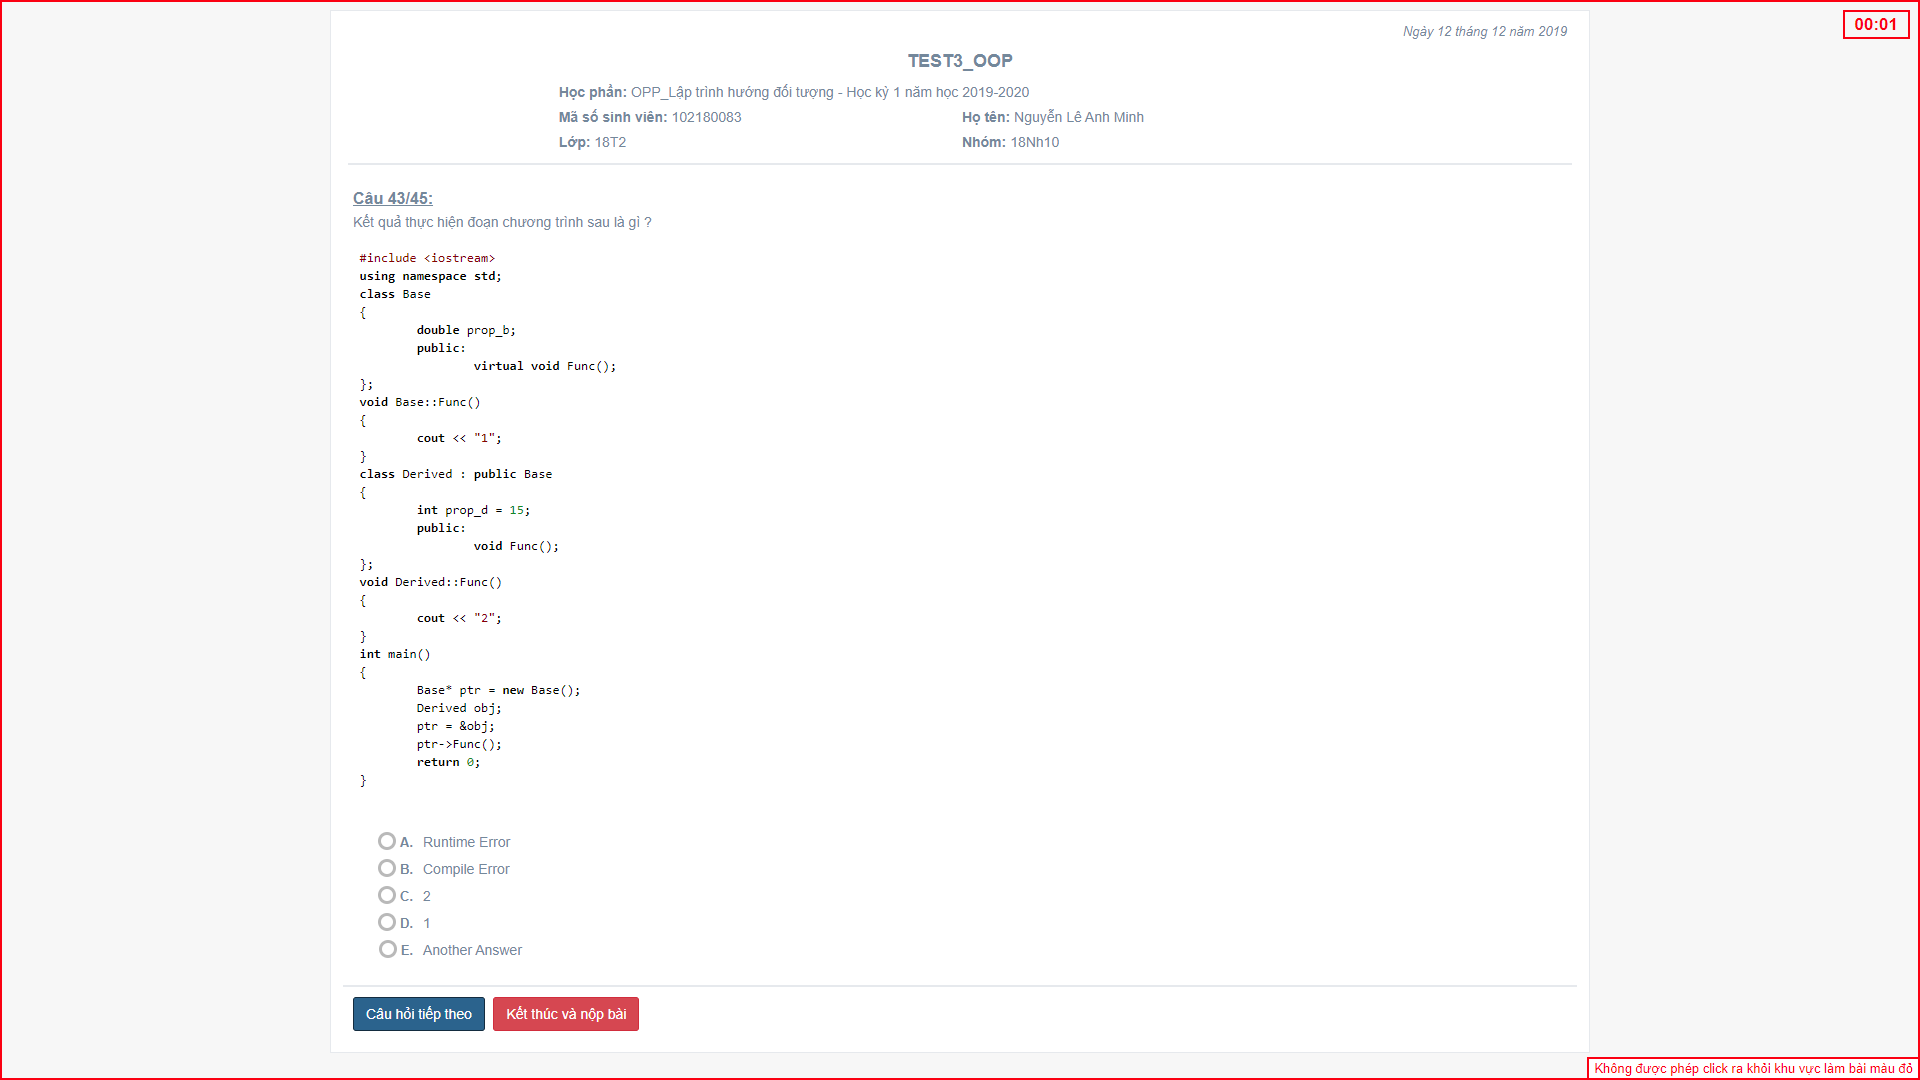 00:01
Ngày 12 tháng 12 năm 2019
TEST3_OOP
Học phần: OPP_Lập trình hướng đối tượng - Học kỳ 1 năm học 2019-2020
Mã số sinh viên: 102180083 Họ tên: Nguyễn Lê Anh Minh
Lớp: 18T2 Nhóm: 18Nh10
Câu 43/45:
Kết quả thực hiện đoạn chương trình sau là gì ?
#include <iostream>
using namespace std;
class Base
{
double prop_b;
public:
virtual void Func();
};
void Base::Func()
{
cout << "1";
}
class Derived : public Base
{
int prop_d = 15;
public:
void Func();
};
void Derived::Func()
{
cout << "2";
}
int main()
{
Base* ptr = new Base();
Derived obj;
ptr = &obj;
ptr->Func();
return 0;
}
A. Runtime Error
B. Compile Error
C. 2
D. 1
E. Another Answer
Câu hỏi tiếp theo Kết thúc và nộp bài
Không được phép click ra khỏi khu vực làm bài màu đỏ